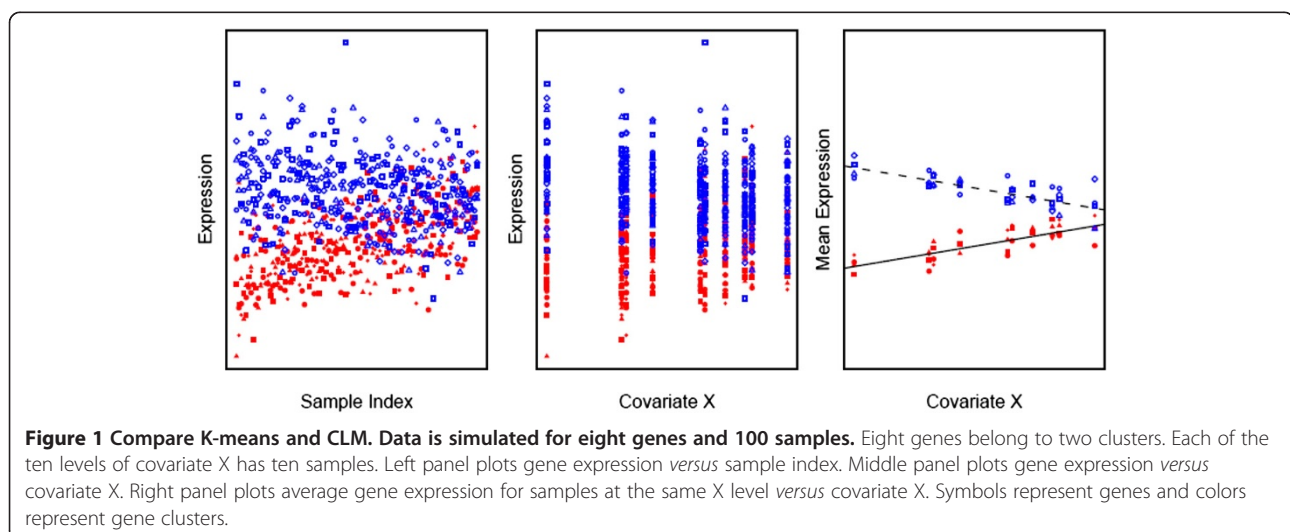 Expression
Expression
Mean Expression
Sample Index
Covariate X
Covariate X
Figure 1 Compare K-means and CLM. Data is simulated for eight genes and 100 samples. Eight genes belong to two clusters. Each of the
ten levels of covariate X has ten samples. Left panel plots gene expression versus sample index. Middle panel plots gene expression versus
covariate X. Right panel plots average gene expression for samples at the same X level versus covariate X. Symbols represent genes and colors
represent gene clusters.